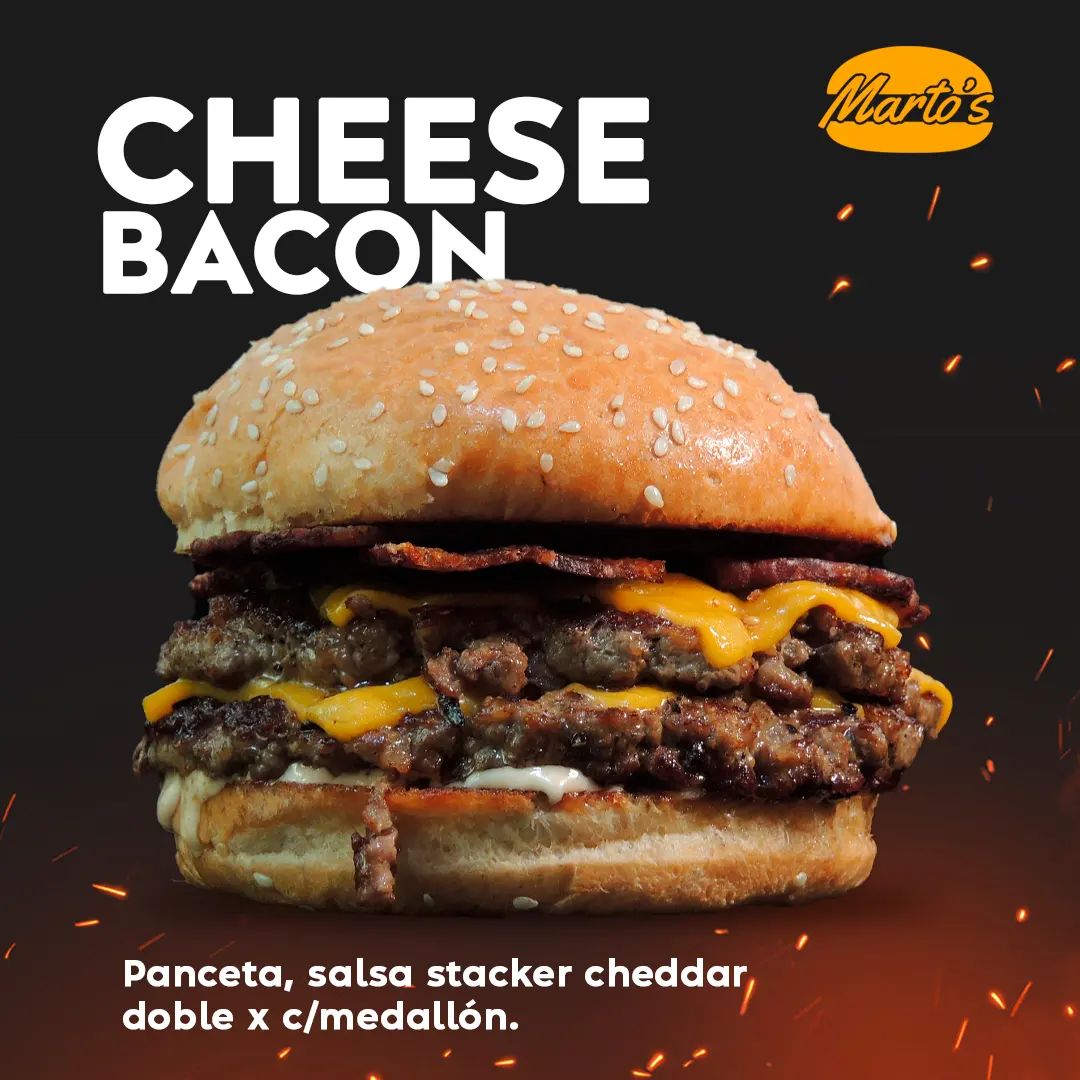 Marto's
CHEESE
BACON
Panceta, salsa stacker cheddar
doble x c/medallón.